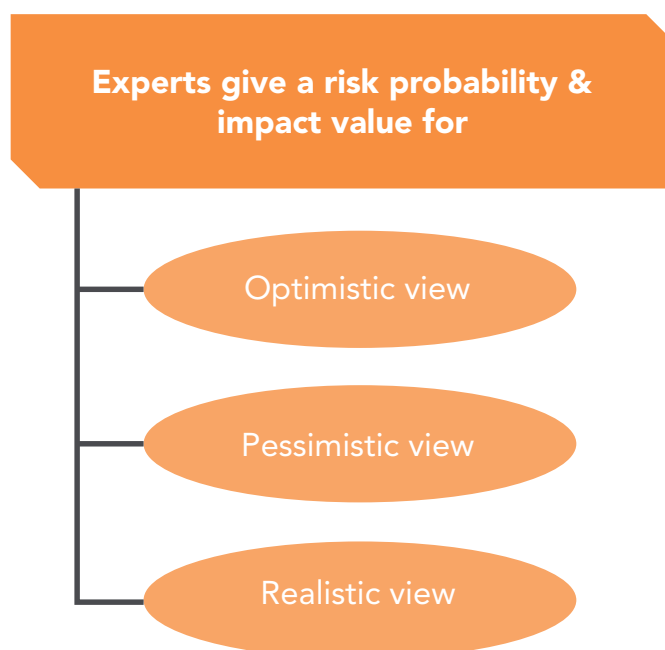 Experts give a risk probability &
impact value for
Optimistic view
Pessimistic view
Realistic view